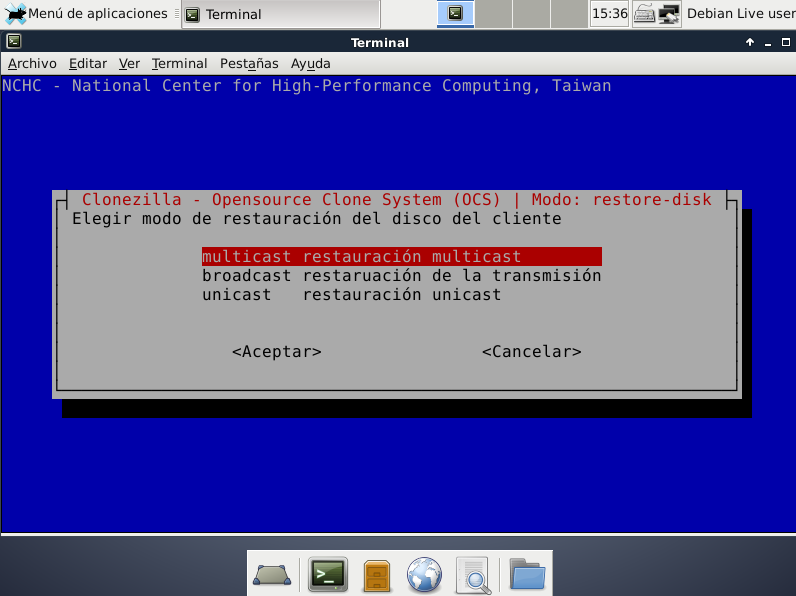 Menú de aplicaciones Terminal 15:36 Debian Live user
Terminal
Archivo Editar Ver Terminal Pestañas Ayuda
NCHC - National Center for High-Performance Computing, Taiwan
Clonezilla - Opensource Clone System (OCS) | Modo: restore-disk
Elegir modo de restauración del disco del cliente
multicast restauración multicast
broadcast restaruación de la transmisión
unicast restauración unicast
<Aceptar> <Cancelar>